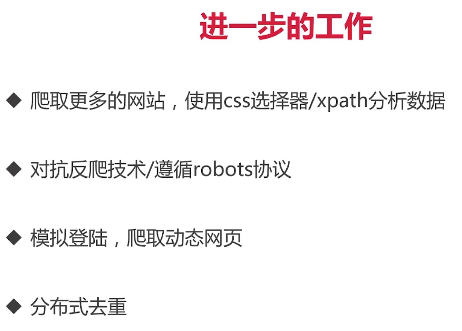 进一步的工作
◆ 爬取更多的网站，使用css选择器/xpath分析数据
◆ 对抗反爬技术/遵循robots协议
◆ 模拟登陆，爬取动态网页
◆ 分布式去重